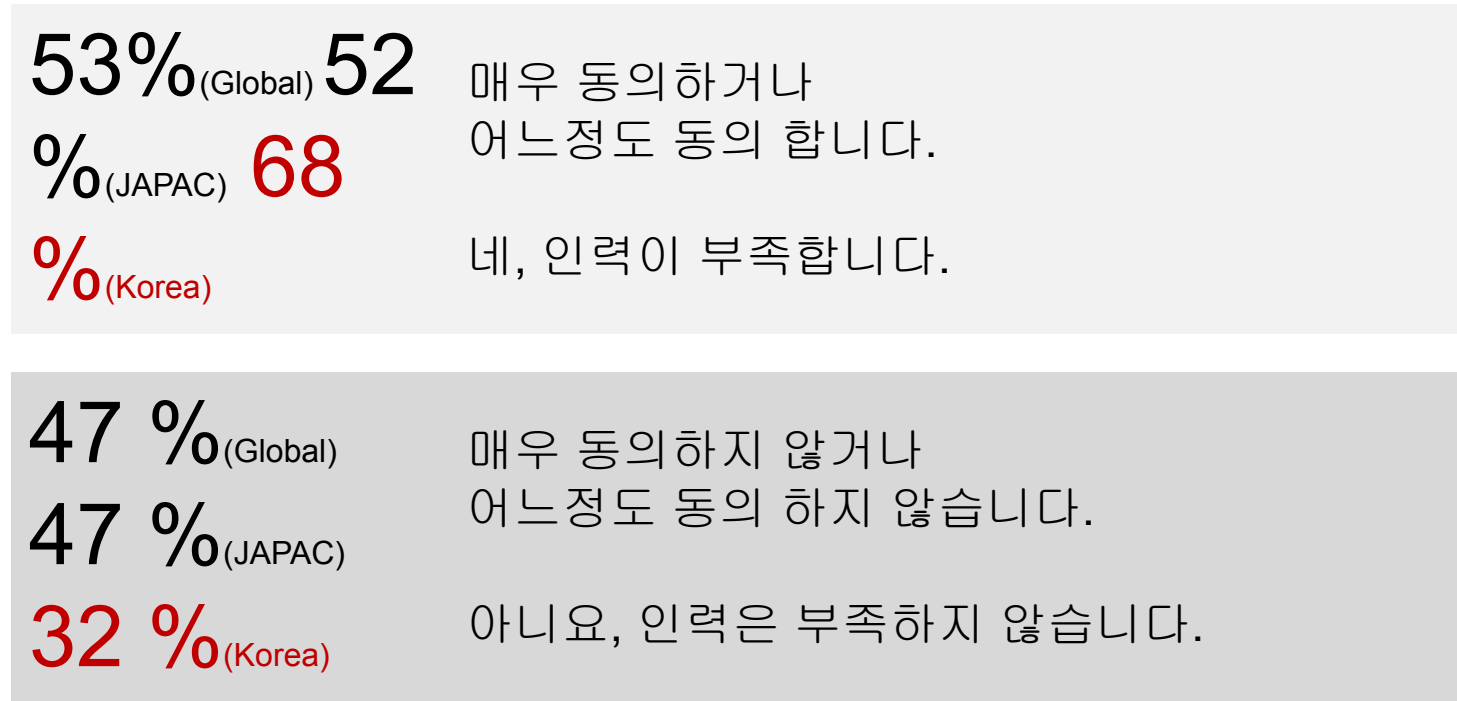 53%(Global) 52
%(JAPAC) 68
%(Korea)
매우 동의하거나
어느정도 동의 합니다.
네, 인력이 부족합니다.
47 %(Global)
47 %(JAPAC)
32 %(Korea)
매우 동의하지 않거나
어느정도 동의 하지 않습니다.
아니요, 인력은 부족하지 않습니다.